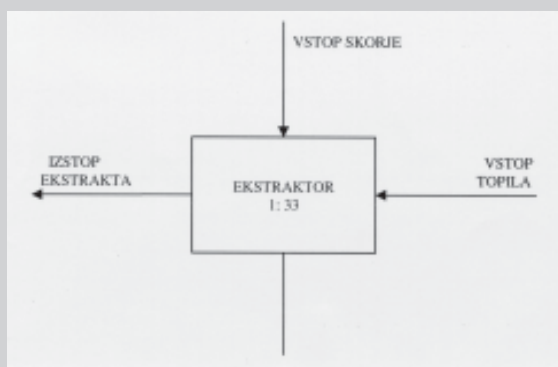 VSTOP SKORJE
IZSTOP
EKSTRAKTA
EKSTRAKTOR
1: 33
VSTOP
TOPILA